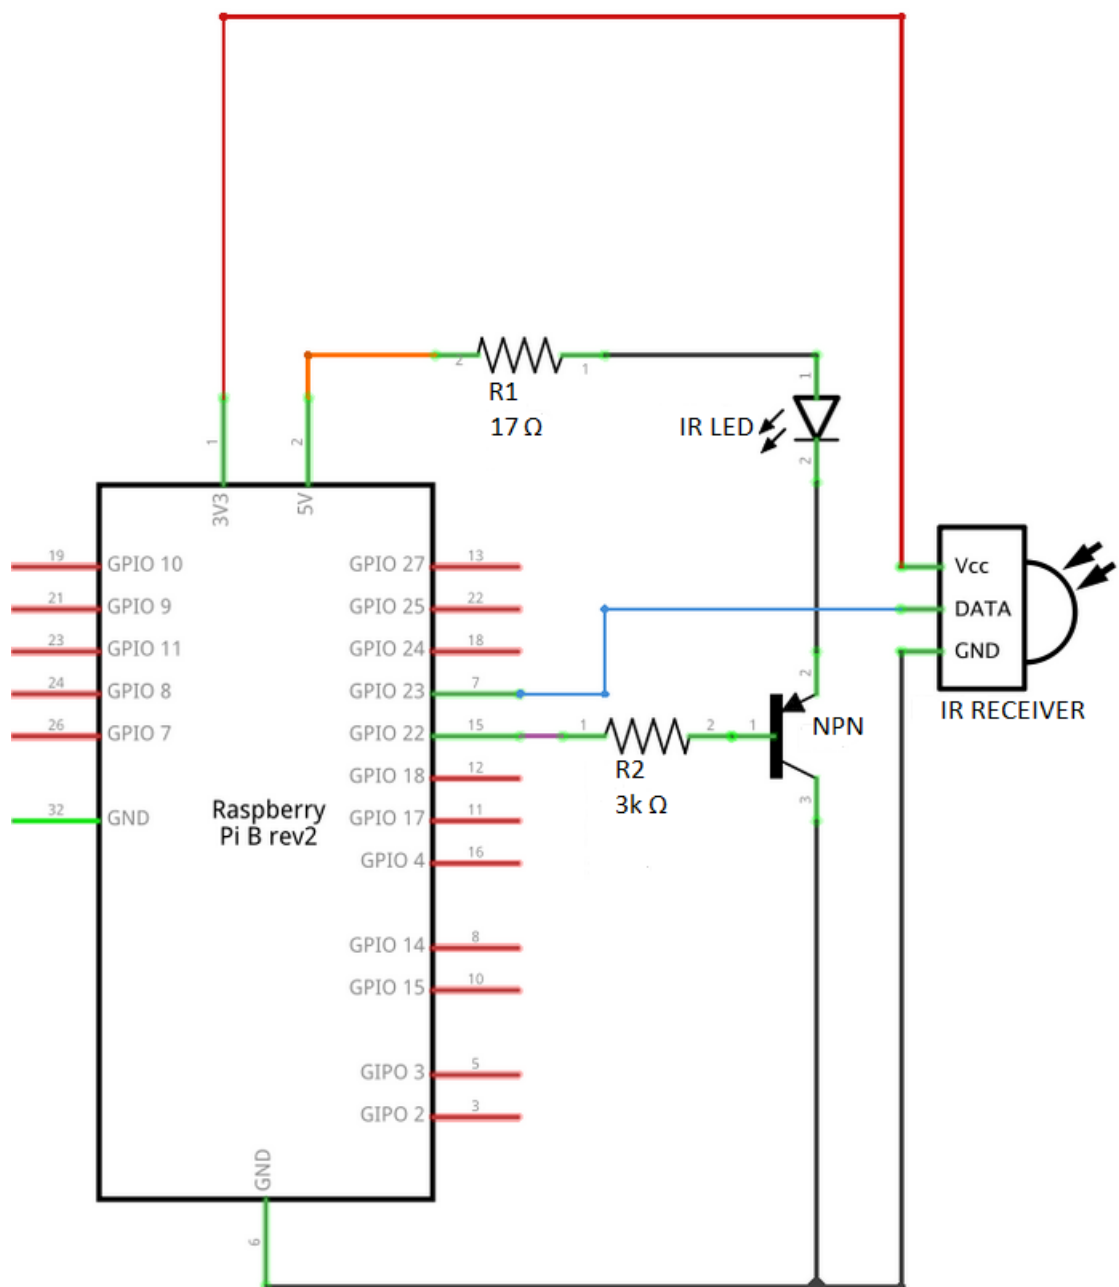 2
1
R1
17 Ω
1
IR LED
2
1
2
3V3
5V
19
GPIO 10
GPIO 27
13
Vcc
21
GPIO 9
GPIO 25
22
DATA
23
GPIO 11
GPIO 24
18
GND
24
GPIO 8
GPIO 23
7
2
IR RECEIVER
26
GPIO 7
GPIO 22
15
1
2
1
NPN
R2
3k Ω
GPIO 18
12
3
32
GND
Raspberry
Pi B rev2
GPIO 17
11
GPIO 4
16
GPIO 14
8
GPIO 15
10
GIPO 3
5
GIPO 2
3
GND
6